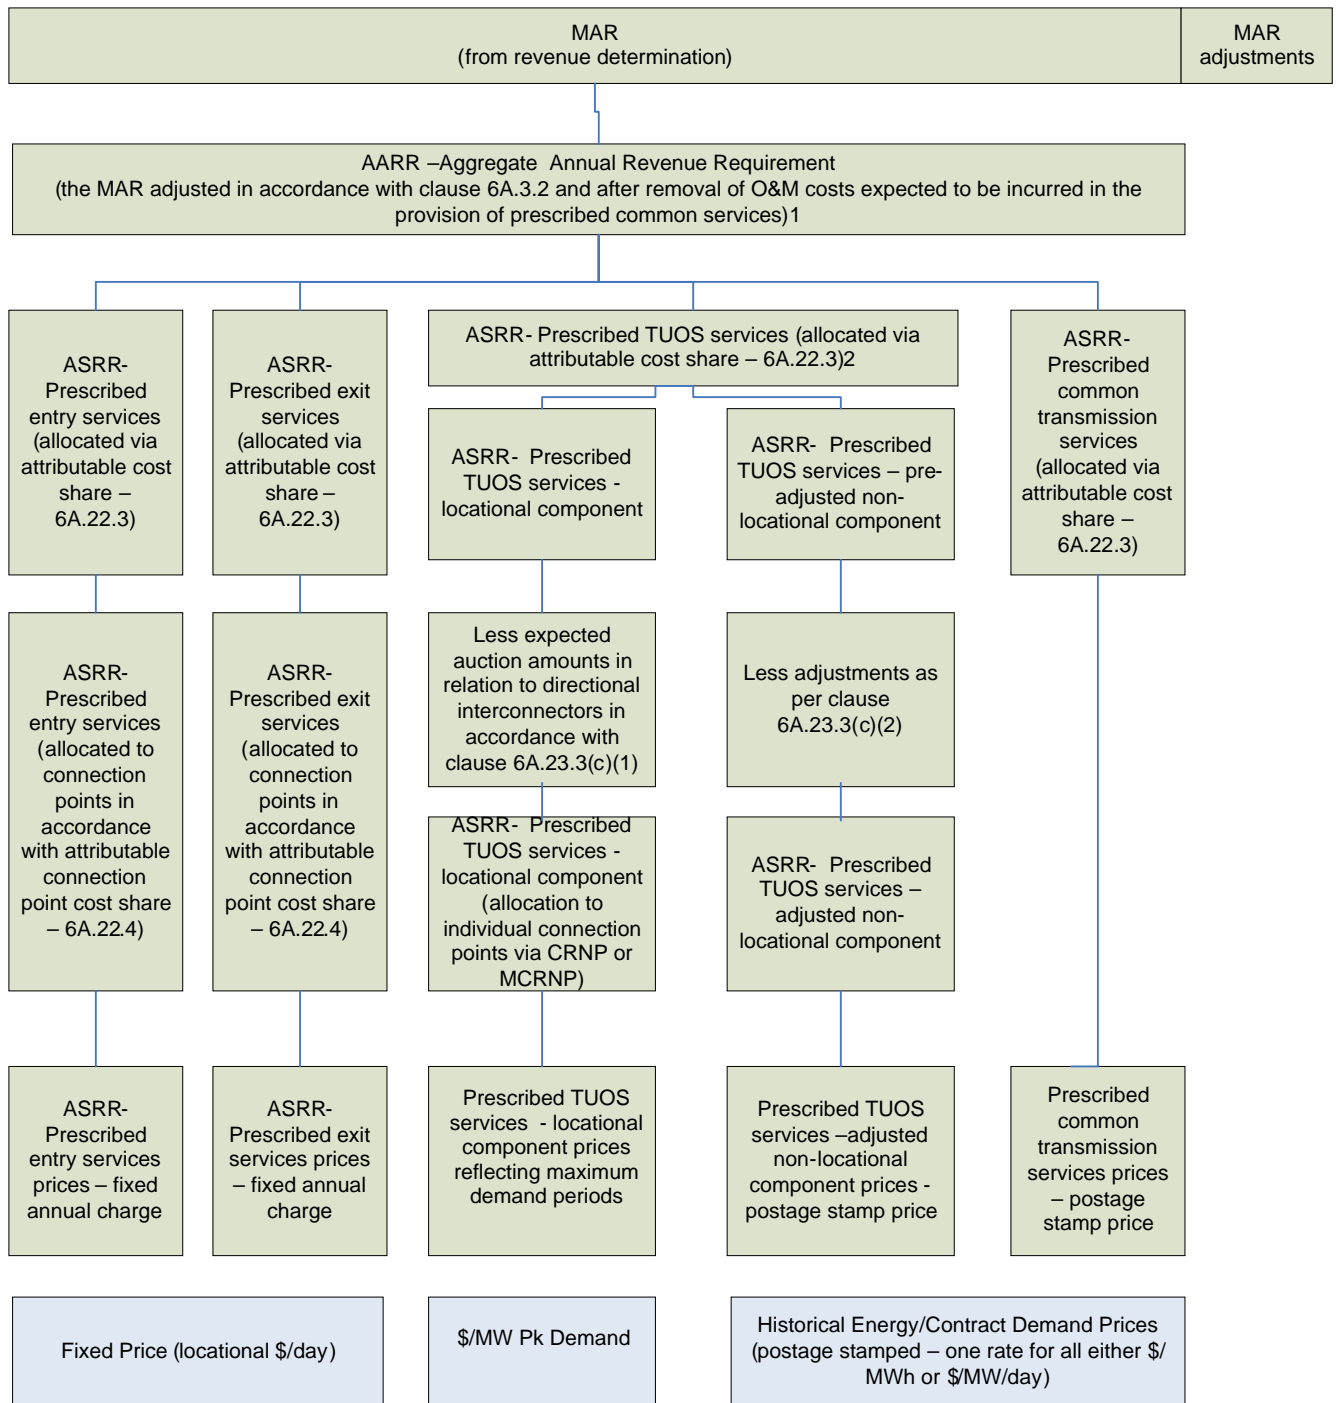 MAR
(from revenue determination)
MAR
adjustments
AARR –Aggregate Annual Revenue Requirement
(the MAR adjusted in accordance with clause 6A.3.2 and after removal of O&M costs expected to be incurred in the
provision of prescribed common services)1
ASRR-
Prescribed
entry services
(allocated via
attributable cost
share –
6A.22.3)
ASRR-
Prescribed exit
services
(allocated via
attributable cost
share –
6A.22.3)
ASRR- Prescribed TUOS services (allocated via
attributable cost share – 6A.22.3)2
ASRR- Prescribed
TUOS services -
locational component
ASRR- Prescribed
TUOS services – pre-
adjusted non-
locational component
ASRR-
Prescribed
common
transmission
services
(allocated via
attributable cost
share –
6A.22.3)
ASRR-
Prescribed
entry services
(allocated to
connection
points in
accordance
with attributable
connection
point cost share
– 6A.22.4)
ASRR-
Prescribed exit
services
(allocated to
connection
points in
accordance
with attributable
connection
point cost share
– 6A.22.4)
Less expected
auction amounts in
relation to directional
interconnectors in
accordance with
clause 6A.23.3(c)(1)
Less adjustments as
per clause
6A.23.3(c)(2)
ASRR- Prescribed
TUOS services -
locational component
(allocation to
individual connection
points via CRNP or
MCRNP)
ASRR- Prescribed
TUOS services –
adjusted non-
locational component
ASRR-
Prescribed
entry services
prices – fixed
annual charge
ASRR-
Prescribed exit
services prices
– fixed annual
charge
Prescribed TUOS
services - locational
component prices
reflecting maximum
demand periods
Prescribed TUOS
services –adjusted
non-locational
component prices -
postage stamp price
Prescribed
common
transmission
services prices
– postage
stamp price
Fixed Price (locational $/day)
$/MW Pk Demand
Historical Energy/Contract Demand Prices
(postage stamped – one rate for all either $/
MWh or $/MW/day)